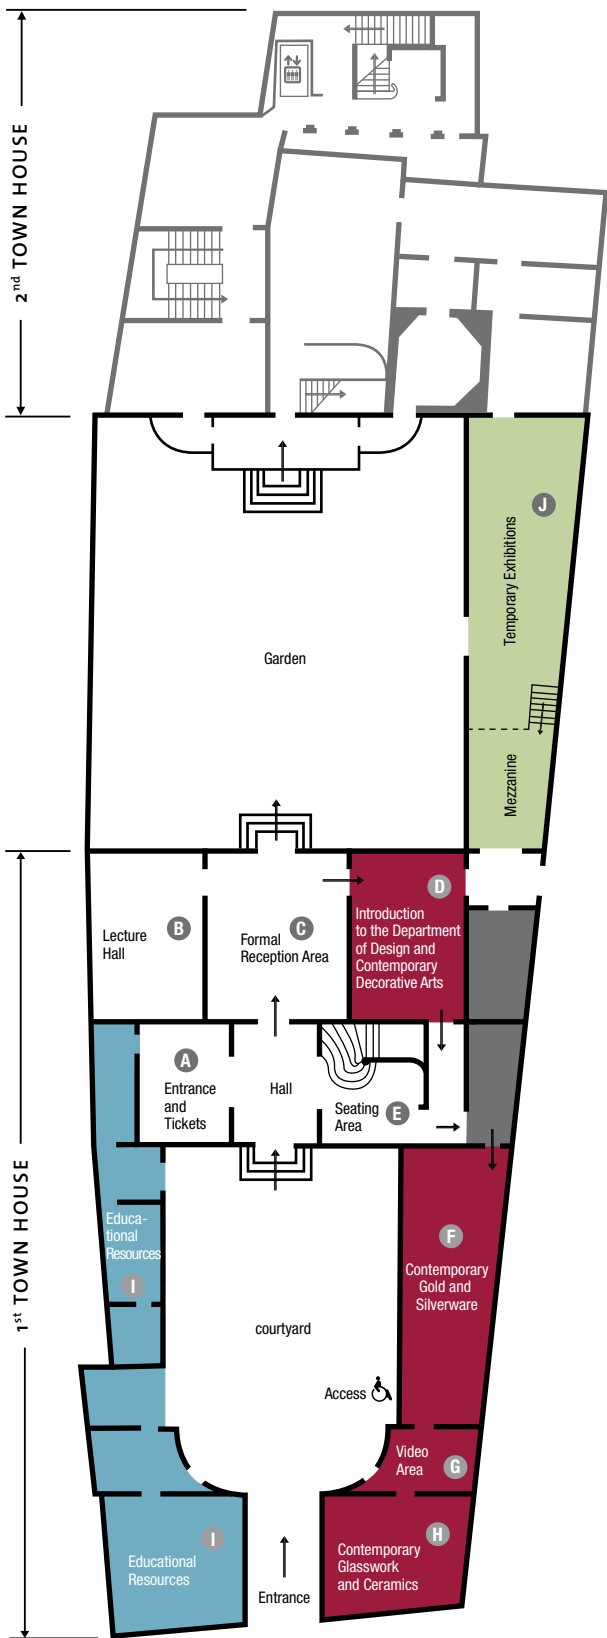 2nd TOWN HOUSE
J
Temporary Exhibitions
Garden
Mezzanine
D
Introduction
to the Department
of Design and
Contemporary
Decorative Arts
B
Lecture
Hall
C
Formal
Reception Area
A
Entrance
and
Tickets
Hall
Seating
Area
E
1st TOWN HOUSE
Educa-
tional
Resources
I
F
Contemporary
Gold and
Silverware
courtyard
Access
Video
Area
G
I
Educational
Resources
H
Contemporary
Glasswork
and Ceramics
Entrance